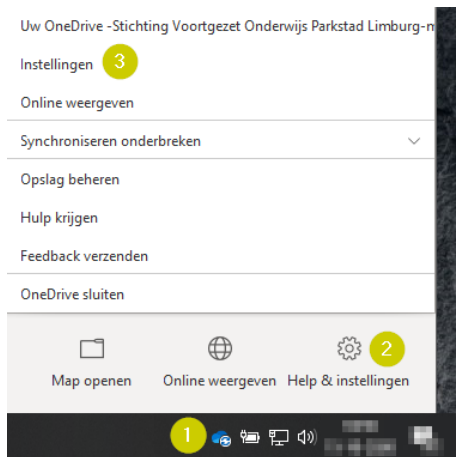 Uw OneDrive -Stichting Voortgezet Onderwijs Parkstad Limburg-n
Instellingen 3
Online weergeven
Synchroniseren onderbreken
Opslag beheren
Hulp krijgen
Feedback verzenden
OneDrive sluiten
2
Map openen Online weergeven Help & instellingen
1